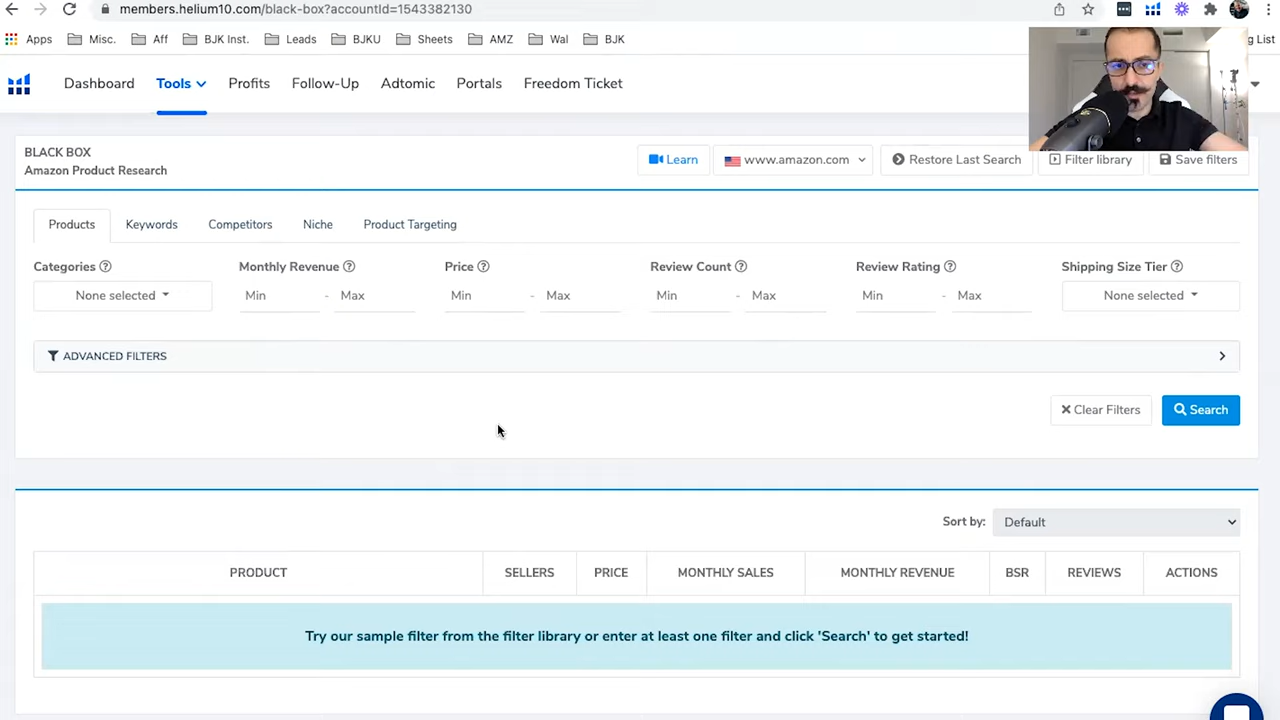 members.helium10.com/black-box?accountId=1543382130
Apps Misc. Aff BJK Inst. Leads BJKU Sheets AMZ Wal BJK g List
Dashboard Tools Profits Follow-Up Adtomic Portals Freedom Ticket
BLACK BOX
Amazon Product Research
Learn www.amazon.com Restore Last Search Filter library Save filters
Products Keywords Competitors Niche Product Targeting
Categories Monthly Revenue Price Review Count Review Rating Shipping Size Tier
None selected Min - Max Min - Max Min - Max Min - Max None selected
ADVANCED FILTERS
Clear Filters Search
Sort by: Default
PRODUCT SELLERS PRICE MONTHLY SALES MONTHLY REVENUE BSR REVIEWS ACTIONS
Try our sample filter from the filter library or enter at least one filter and click 'Search' to get started!